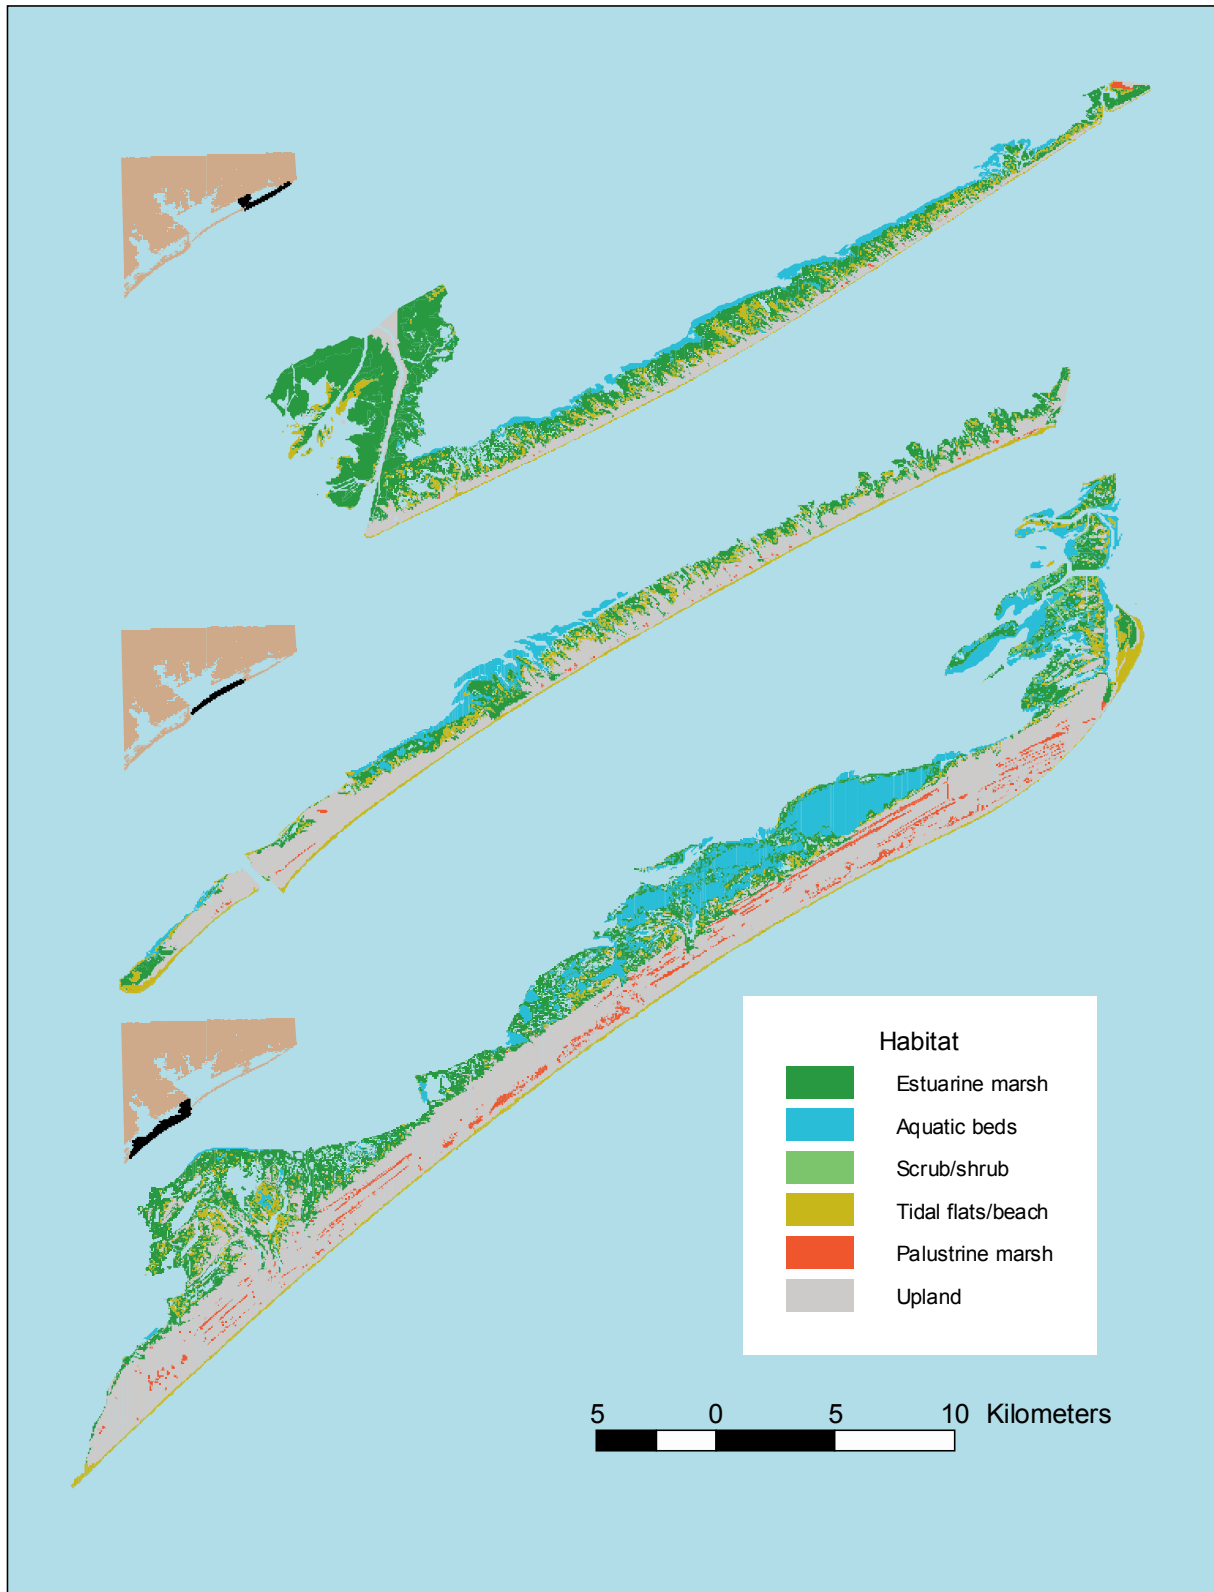 Habitat
Estuarine marsh
Aquatic beds
Scrub/shrub
Tidal flats/beach
Palustrine marsh
Upland
5 0 5 10 Kilometers